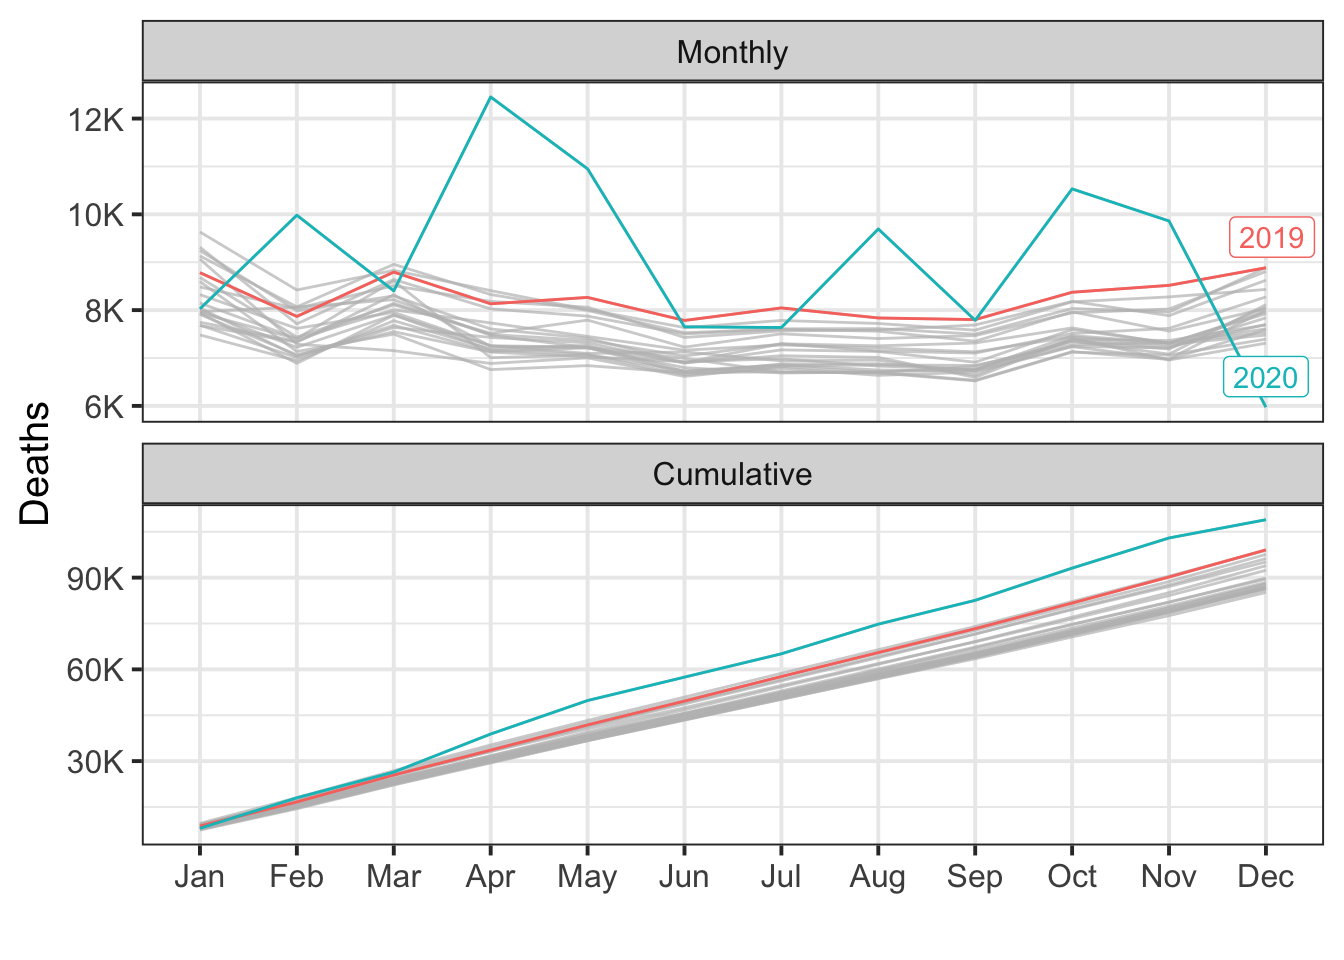 Monthly
12K
10K
8K
6K
2019
2020
Deaths
Cumulative
90K
60K
30K
Jan Feb Mar Apr May Jun Jul Aug Sep Oct Nov Dec